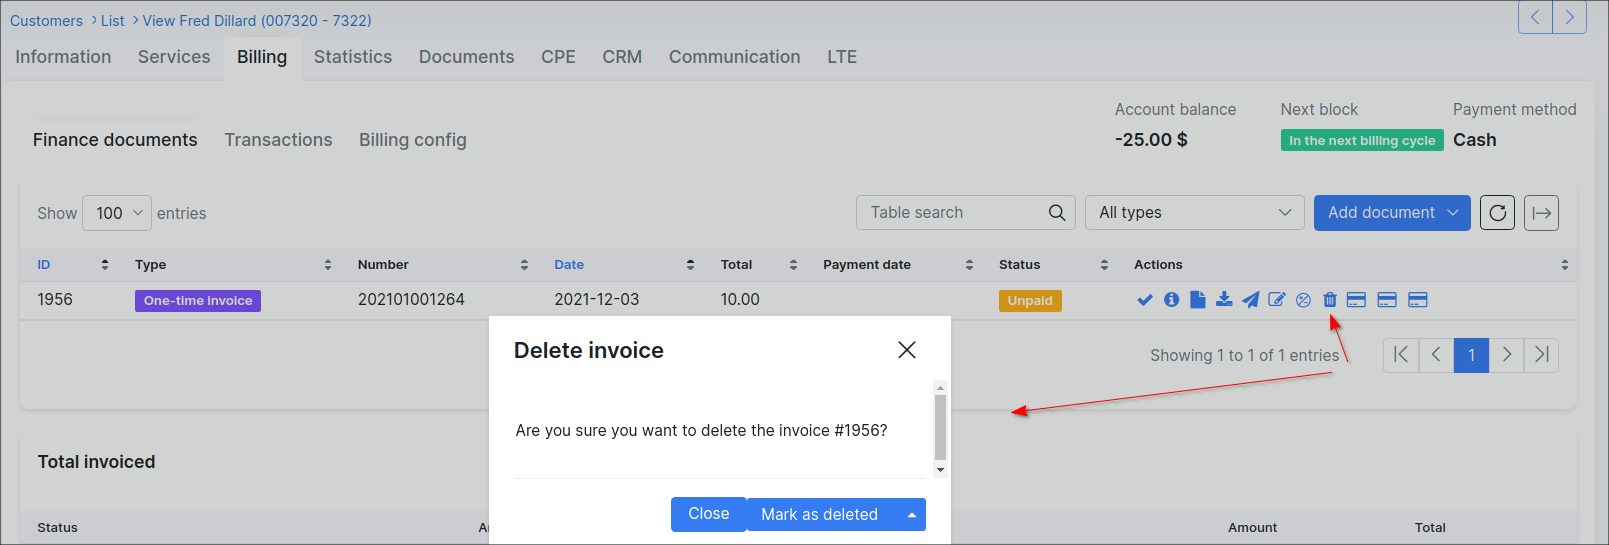 Customers > List > View Fred Dillard (007320 - 7322)
Information Services Billing Statistics Documents CPE CRM Communication LTE
Account balance Next block Payment method
Finance documents Transactions Billing config -25.00 $ In the next billing cycle Cash
Show 100 entries Table search All types Add document
ID Type Number Date Total Payment date Status Actions
1956 One-time invoice 202101001264 2021-12-03 10.00 Unpaid
Showing 1 to 1 of 1 entries 1
Delete invoice
Are you sure you want to delete the invoice #1956?
Total invoiced
Close Mark as deleted
Status Amount Total